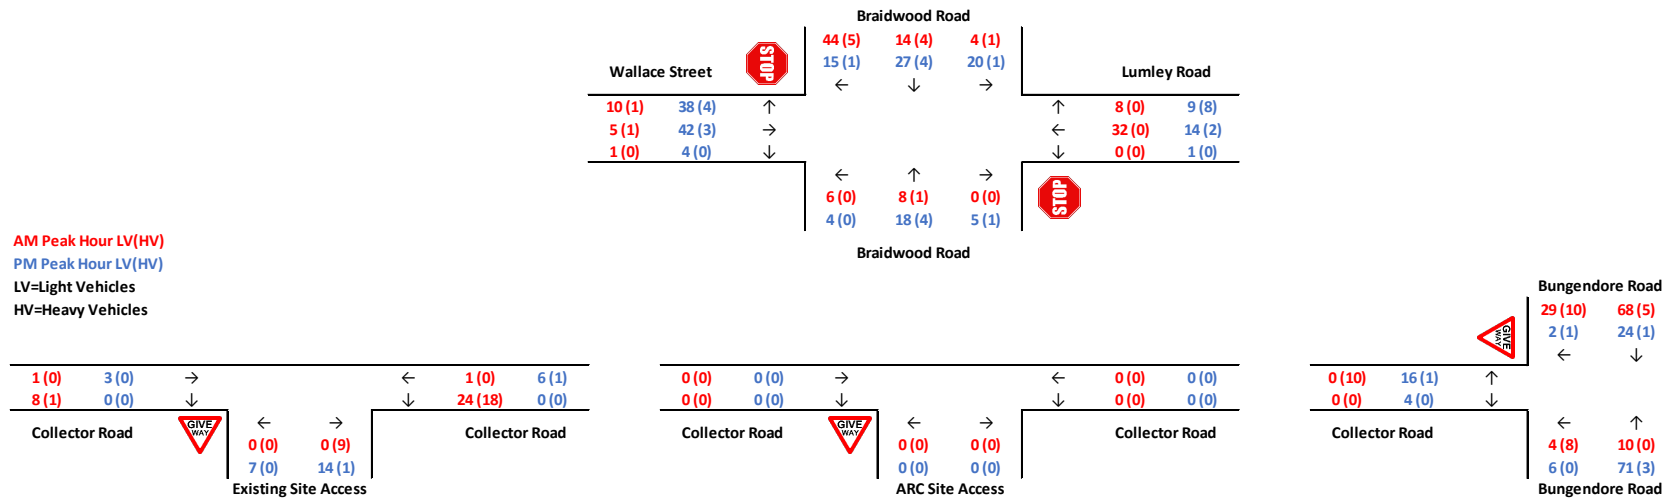 Braidwood Road
44 (5) 14 (4) 4 (1)
15 (1) 27 (4) 20 (1)
← ↓ →
STOP
Wallace Street
Lumley Road
10 (1) 38 (4) ↑
5 (1) 42 (3) →
1 (0) 4 (0) ↓
↑ 8 (0) 9 (8)
← 32 (0) 14 (2)
↓ 0 (0) 1 (0)
← ↑ →
6 (0) 8 (1) 0 (0)
4 (0) 18 (4) 5 (1)
STOP
Braidwood Road
AM Peak Hour LV(HV)
PM Peak Hour LV(HV)
LV=Light Vehicles
HV=Heavy Vehicles
1 (0) 3 (0) →
8 (1) 0 (0) ↓
← 1 (0) 6 (1)
↓ 24 (18) 0 (0)
Collector Road
GIVE
WAY
Collector Road
← →
0 (0) 0 (9)
7 (0) 14 (1)
Existing Site Access
0 (0) 0 (0) →
0 (0) 0 (0) ↓
← 0 (0) 0 (0)
↓ 0 (0) 0 (0)
Collector Road
GIVE
WAY
Collector Road
← →
0 (0) 0 (0)
0 (0) 0 (0)
ARC Site Access
Bungendore Road
29 (10) 68 (5)
2 (1) 24 (1)
← ↓
GIVE
WAY
0 (10) 16 (1) ↑
0 (0) 4 (0) ↓
Collector Road
← ↑
4 (8) 10 (0)
6 (0) 71 (3)
Bungendore Road